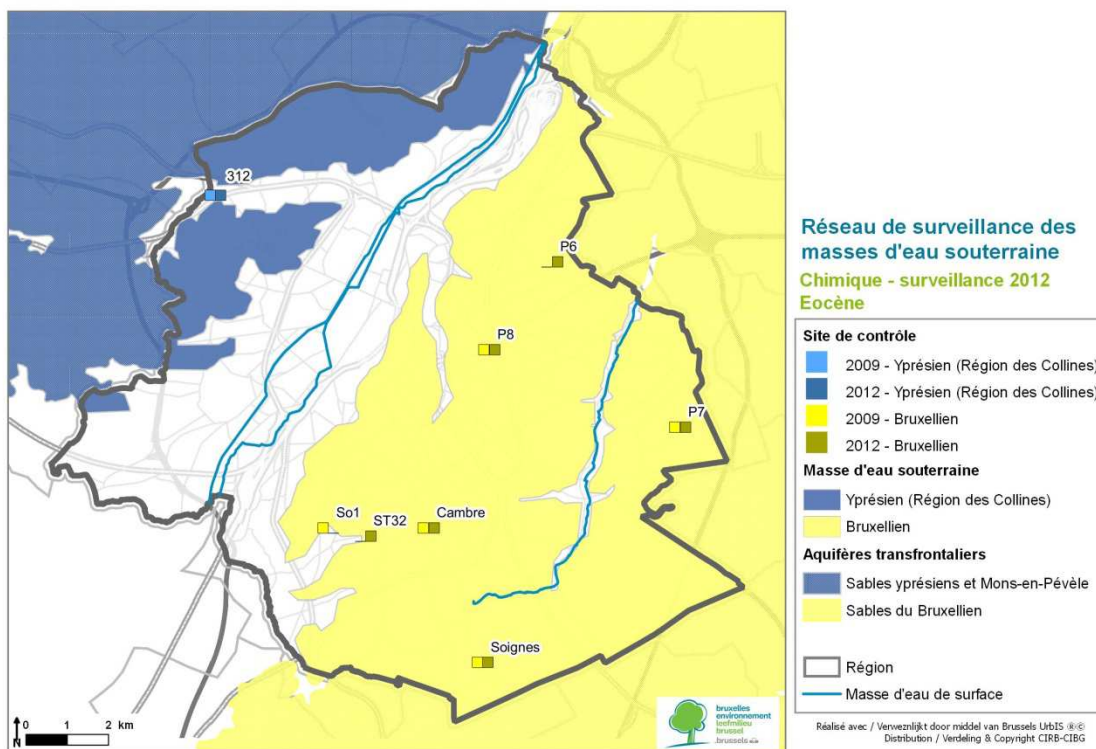 312
P6
P8
P7
So1
ST32
Cambre
Soignes
N
0 1 2 km
bruxelles
environnement
leefmilieu
brussel
.brussels
Réseau de surveillance des
masses d'eau souterraine
Chimique - surveillance 2012
Eocène
Site de contrôle
2009 - Yprésien (Région des Collines)
2012 - Yprésien (Région des Collines)
2009 - Bruxellien
2012 - Bruxellien
Masse d'eau souterraine
Yprésien (Région des Collines)
Bruxellien
Aquifères transfrontaliers
Sables yprésiens et Mons-en-Pévèle
Sables du Bruxellien
Région
Masse d'eau de surface
Réalisé avec / Verweznlijkt door middel van Brussels UrbIS ®©
Distribution / Verdeling & Copyright CIRB-CIBG